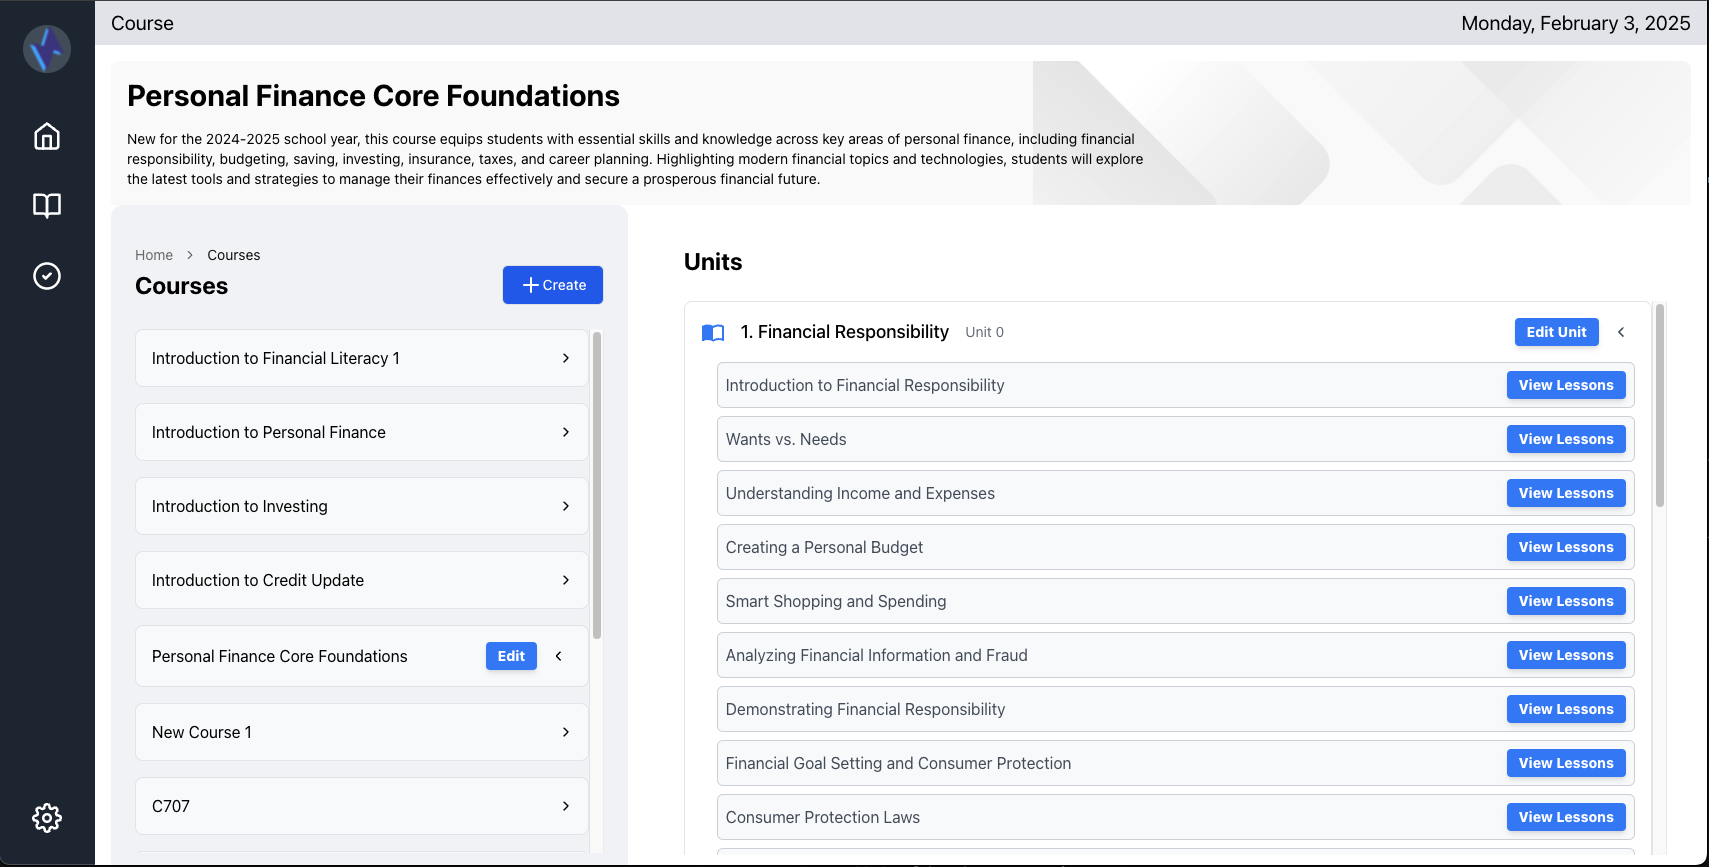 Course
Monday, February 3, 2025
Personal Finance Core Foundations
New for the 2024-2025 school year, this course equips students with essential skills and knowledge across key areas of personal finance, including financial
responsibility, budgeting, saving, investing, insurance, taxes, and career planning. Highlighting modern financial topics and technologies, students will explore
the latest tools and strategies to manage their finances effectively and secure a prosperous financial future.
Home > Courses
Courses
Create
Introduction to Financial Literacy 1
Introduction to Personal Finance
Introduction to Investing
Introduction to Credit Update
Personal Finance Core Foundations
Edit
New Course 1
C707
Units
1. Financial Responsibility Unit 0
Edit Unit
Introduction to Financial Responsibility
View Lessons
Wants vs. Needs
View Lessons
Understanding Income and Expenses
View Lessons
Creating a Personal Budget
View Lessons
Smart Shopping and Spending
View Lessons
Analyzing Financial Information and Fraud
View Lessons
Demonstrating Financial Responsibility
View Lessons
Financial Goal Setting and Consumer Protection
View Lessons
Consumer Protection Laws
View Lessons